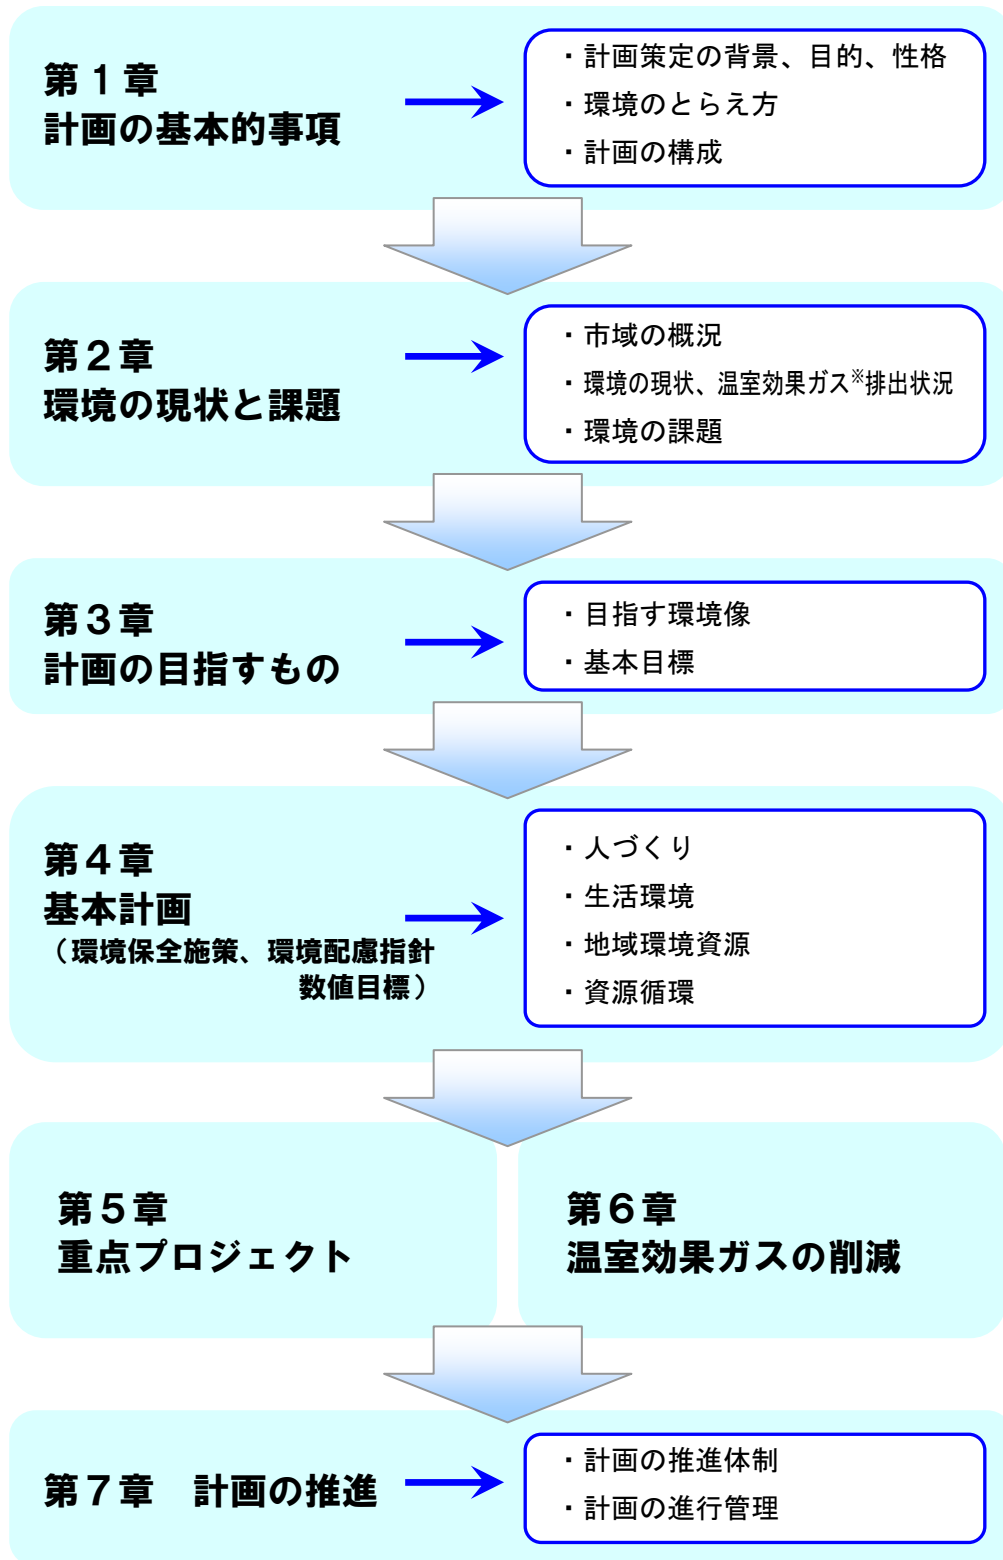 第１章
計画の基本的事項
・計画策定の背景、目的、性格
・環境のとらえ方
・計画の構成
第２章
環境の現状と課題
・市域の概況
・環境の現状、温室効果ガス※排出状況
・環境の課題
第３章
計画の目指すもの
・目指す環境像
・基本目標
第４章
基本計画
（環境保全施策、環境配慮指針
数値目標）
・人づくり
・生活環境
・地域環境資源
・資源循環
第５章
重点プロジェクト
第６章
温室効果ガスの削減
第７章　計画の推進
・計画の推進体制
・計画の進行管理